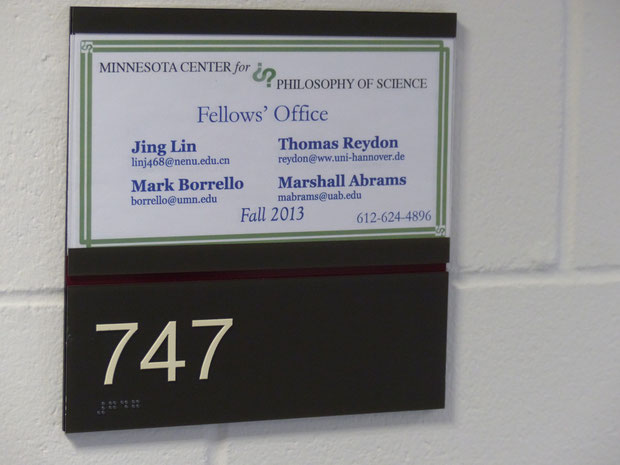 MINNESOTA CENTER for
PHILOSOPHY OF SCIENCE
Fellows' Office
Jing Lin
linj468@nenu.edu.cn
Thomas Reydon
reydon@ww.uni-hannover.de
Mark Borrello
borrello@umn.edu
Marshall Abrams
mabrams@uab.edu
Fall 2013
612-624-4896
747